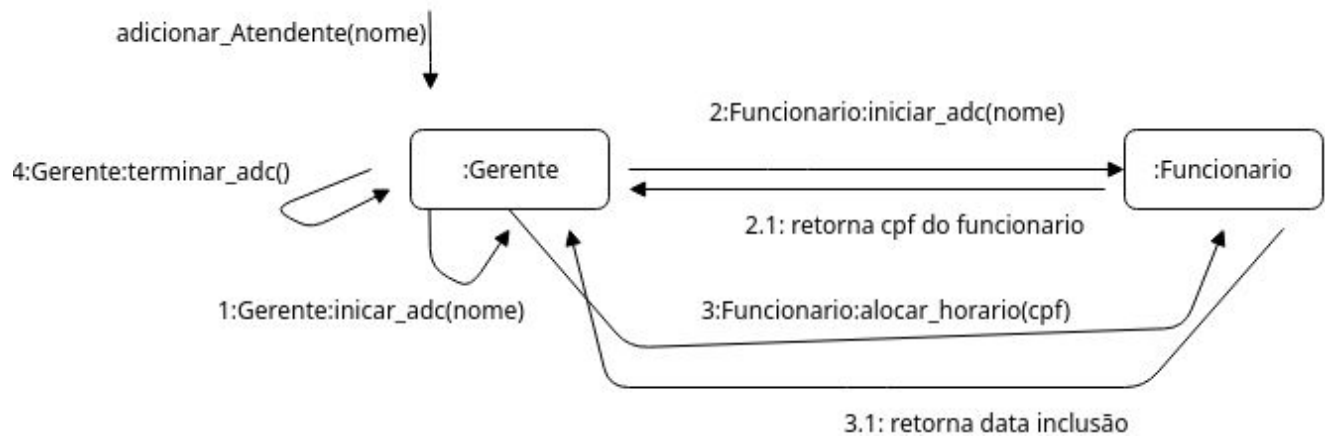 adicionar_Atendente(nome)
2:Funcionario:iniciar_adc(nome)
4:Gerente:terminar_adc()
:Gerente
:Funcionario
2.1: retorna cpf do funcionario
1:Gerente:inicar_adc(nome)
3:Funcionario:alocar_horario(cpf)
3.1: retorna data inclusão